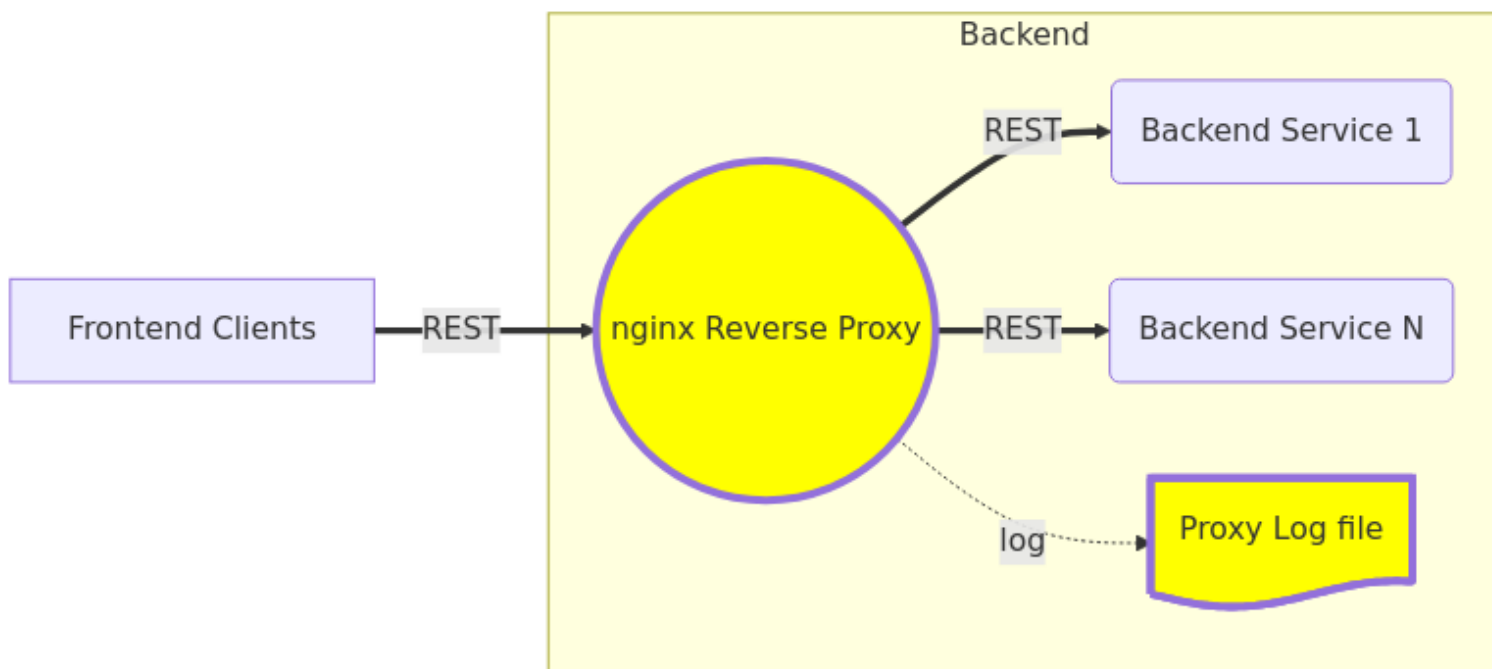 Backend
REST
Backend Service 1
Frontend Clients
REST
nginx Reverse Proxy
REST
Backend Service N
log
Proxy Log file